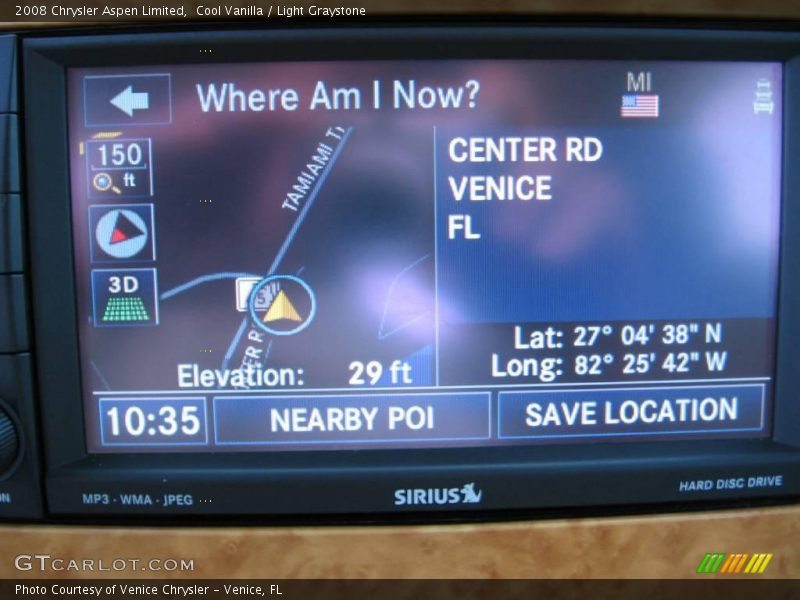 2008 Chrysler Aspen Limited,  Cool Vanilla / Light Graystone
Where Am I Now?
MI
150
ft
3D
TAMIAMI
CENTER RD
VENICE
FL
Lat: 27° 04' 38" N
Long: 82° 25' 42" W
Elevation: 29 ft
10:35
NEARBY POI
SAVE LOCATION
MP3 · WMA · JPEG
SIRIUS
HARD DISC DRIVE
GTCARLOT.COM
Photo Courtesy of Venice Chrysler – Venice, FL